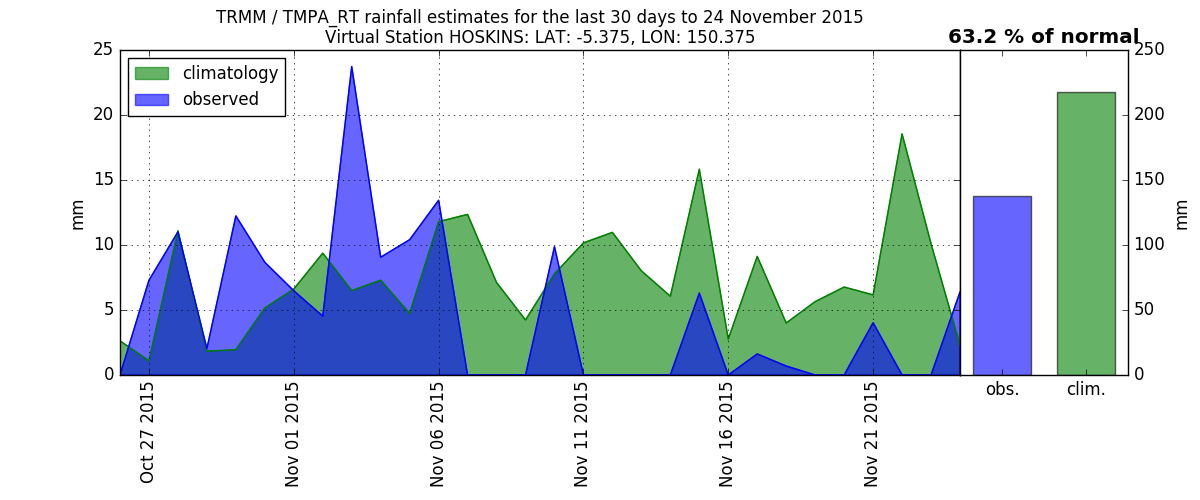 TRMM / TMPA_RT rainfall estimates for the last 30 days to 24 November 2015
Virtual Station HOSKINS: LAT: -5.375, LON: 150.375
63.2 % of normal
climatology
observed
25
20
15
10
5
0
mm
Oct 27 2015
Nov 01 2015
Nov 06 2015
Nov 11 2015
Nov 16 2015
Nov 21 2015
250
200
150
100
50
0
mm
obs.
clim.